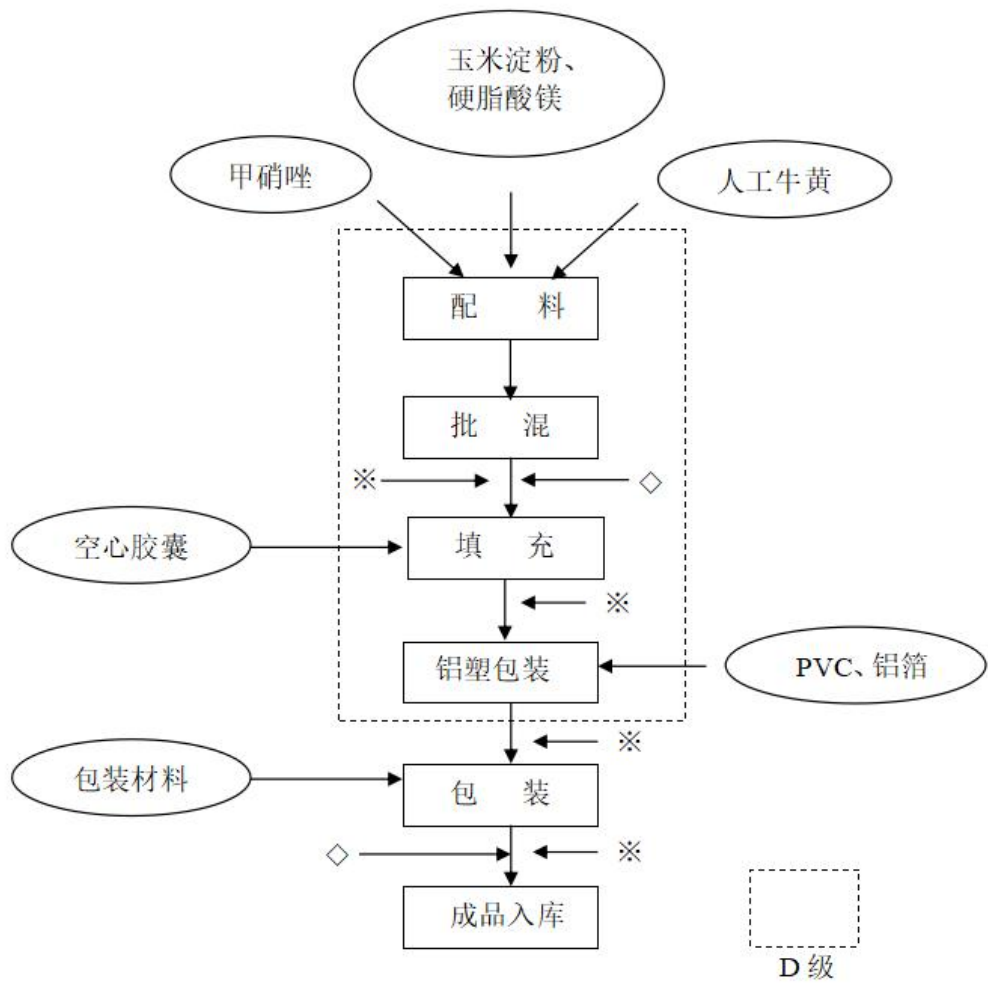 玉米淀粉、
硬脂酸镁
甲硝唑
人工牛黄
配 料
批 混
※
◇
空心胶囊
填 充
※
铝塑包装
PVC、铝箔
※
包装材料
包 装
◇
※
成品入库
D 级